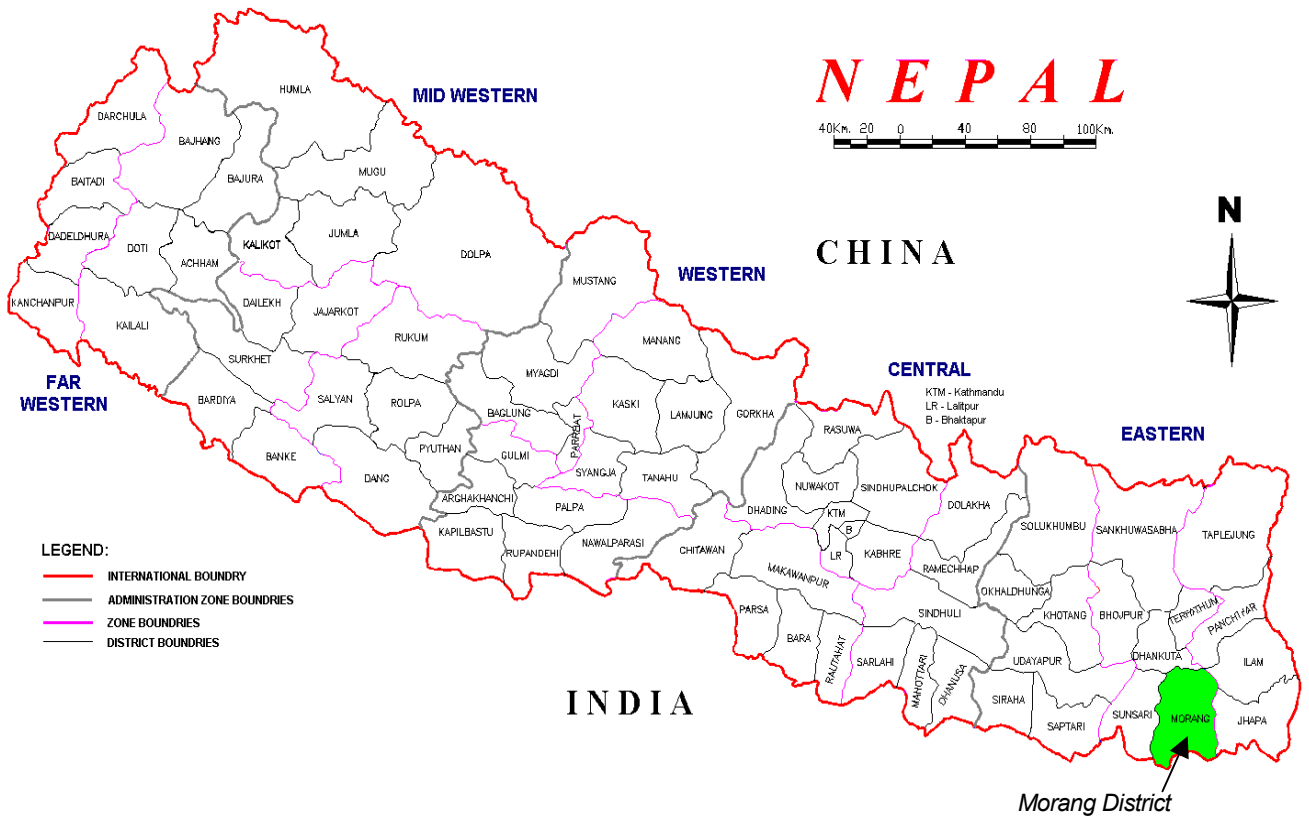 NEPAL
40Km. 20 0 40 80 100Km.
N
CHINA
INDIA
MID WESTERN
WESTERN
CENTRAL
KTM - Kathmandu
LR - Lalitpur
B - Bhaktapur
EASTERN
FAR
WESTERN
HUMLA
DARCHULA
BAJHANG
BAITADI
BAJURA
MUGU
DADELDHURA
DOTI
ACHHAM
KALIKOT
JUMLA
DOLPA
MUSTANG
KANCHANPUR
KAILALI
DAILEKH
JAJARKOT
RUKUM
MANANG
SURKHET
MYAGDI
BARDIYA
SALYAN
ROLPA
BAGLUNG
PARBBAT
KASKI
LAMJUNG
GORKHA
RASUWA
BANKE
DANG
PYUTHAN
GULMI
SYANGJA
TANAHU
NUWAKOT
SINDHUPALCHOK
DOLAKHA
SOLUKHUMBU
SANKHUWASABHA
TAPLEJUNG
ARGHAKHANCHI
PALPA
DHADING
KTM
B
LR
KABHRE
RAMECHHAP
KAPILBASTU
RUPANDEHI
NAWALPARASI
CHITAWAN
MAKAWANPUR
SINDHULI
OKHALDHUNGA
KHOTANG
BHOJPUR
TERHATHUN
PANCHTHAR
PARSA
BARA
RAUTAHAT
SARLAHI
MAHOTTARI
DHANUSA
UDAYAPUR
DHANKUTA
ILAM
SIRAHA
SAPTARI
SUNSARI
MORANG
JHAPA
Morang District
LEGEND:
INTERNATIONAL BOUNDRY
ADMINISTRATION ZONE BOUNDRIES
ZONE BOUNDRIES
DISTRICT BOUNDRIES